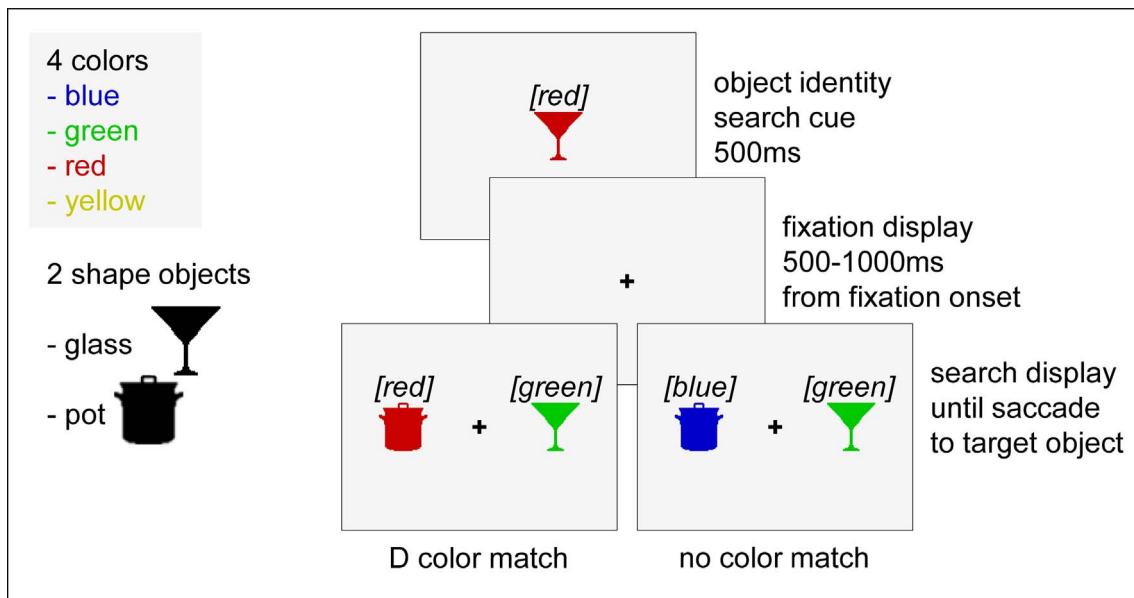 4 colors
- blue
- green
- red
- yellow
2 shape objects
- glass
- pot
[red]
object identity
search cue
500ms
+
fixation display
500-1000ms
from fixation onset
[red]
[green]
+
[blue]
[green]
+
search display
until saccade
to target object
D color match
no color match